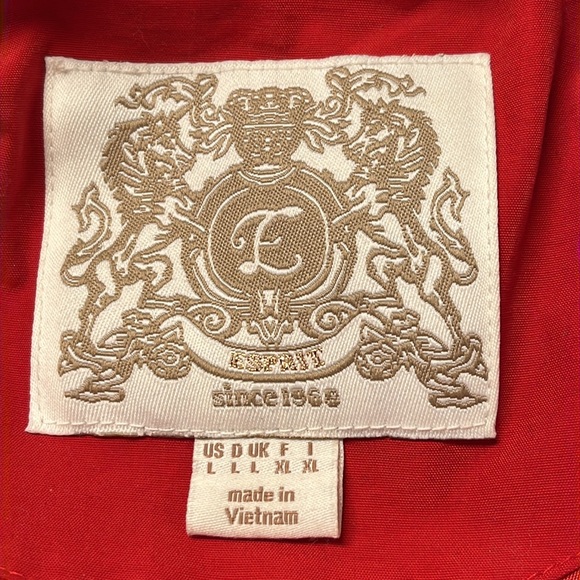 E
ESPRIT
since 1968
US D UK F I
L L L XL XL
made in
Vietnam